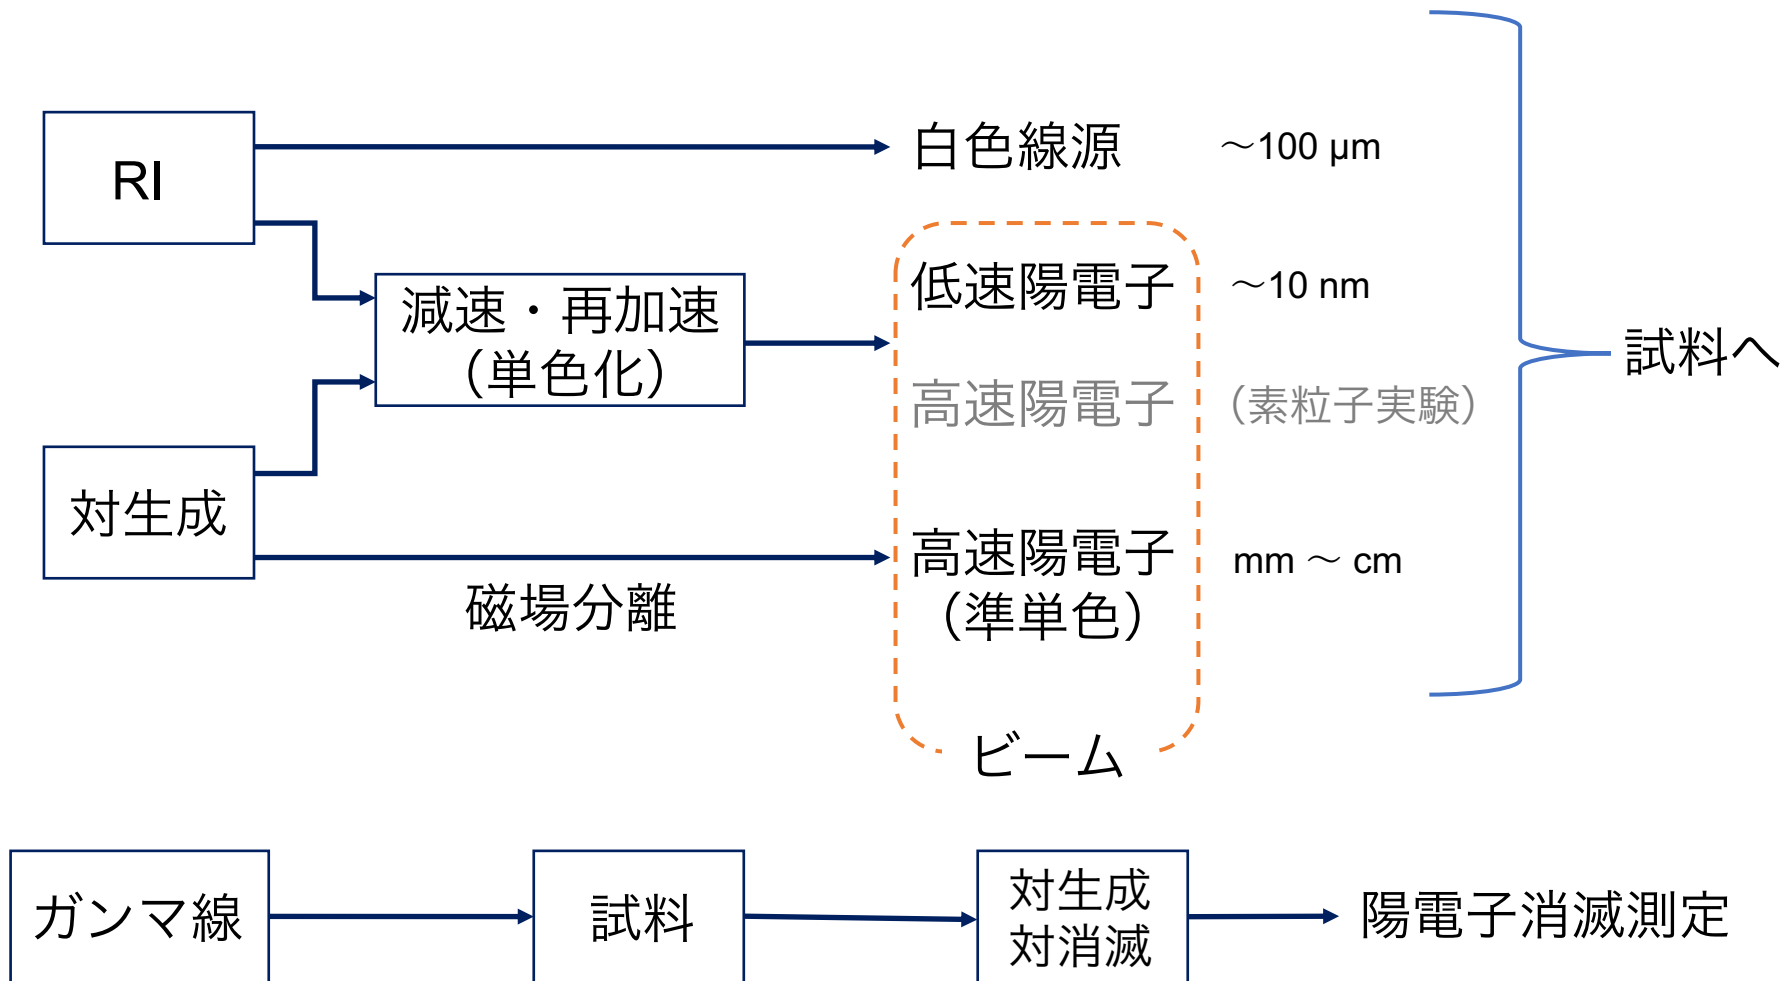 RI
白色線源
～100 μm
減速・再加速
（単色化）
低速陽電子
～10 nm
高速陽電子
（素粒子実験）
試料へ
対生成
磁場分離
高速陽電子
（準単色）
mm ～ cm
ビーム
ガンマ線
試料
対生成
対消滅
陽電子消滅測定